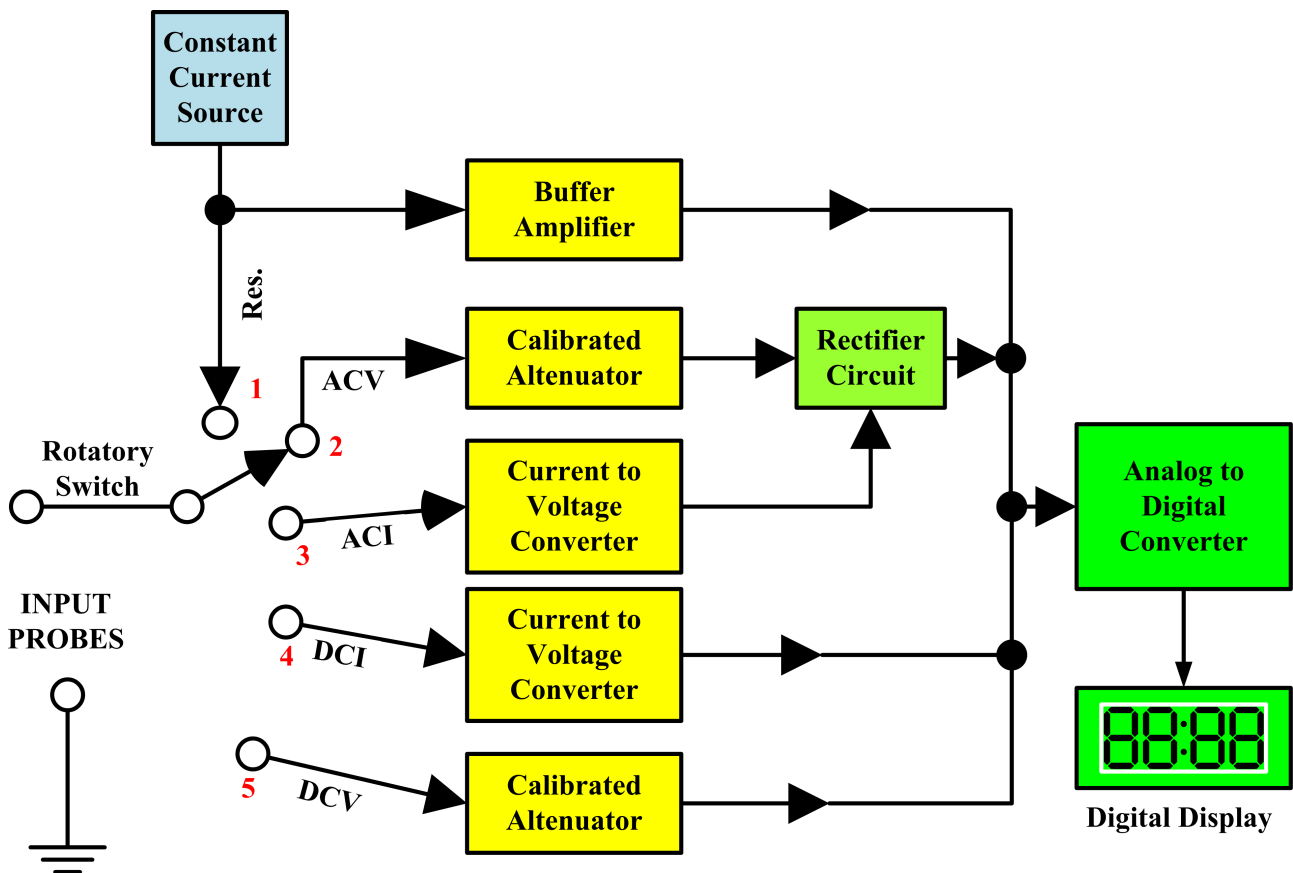 Constant
Current
Source
Buffer
Amplifier
Res.
1
ACV
2
Calibrated
Altenuator
Rectifier
Circuit
Rotatory
Switch
ACI
3
Current to
Voltage
Converter
Analog to
Digital
Converter
INPUT
PROBES
DCI
4
Current to
Voltage
Converter
88:88
DCV
5
Calibrated
Altenuator
Digital Display